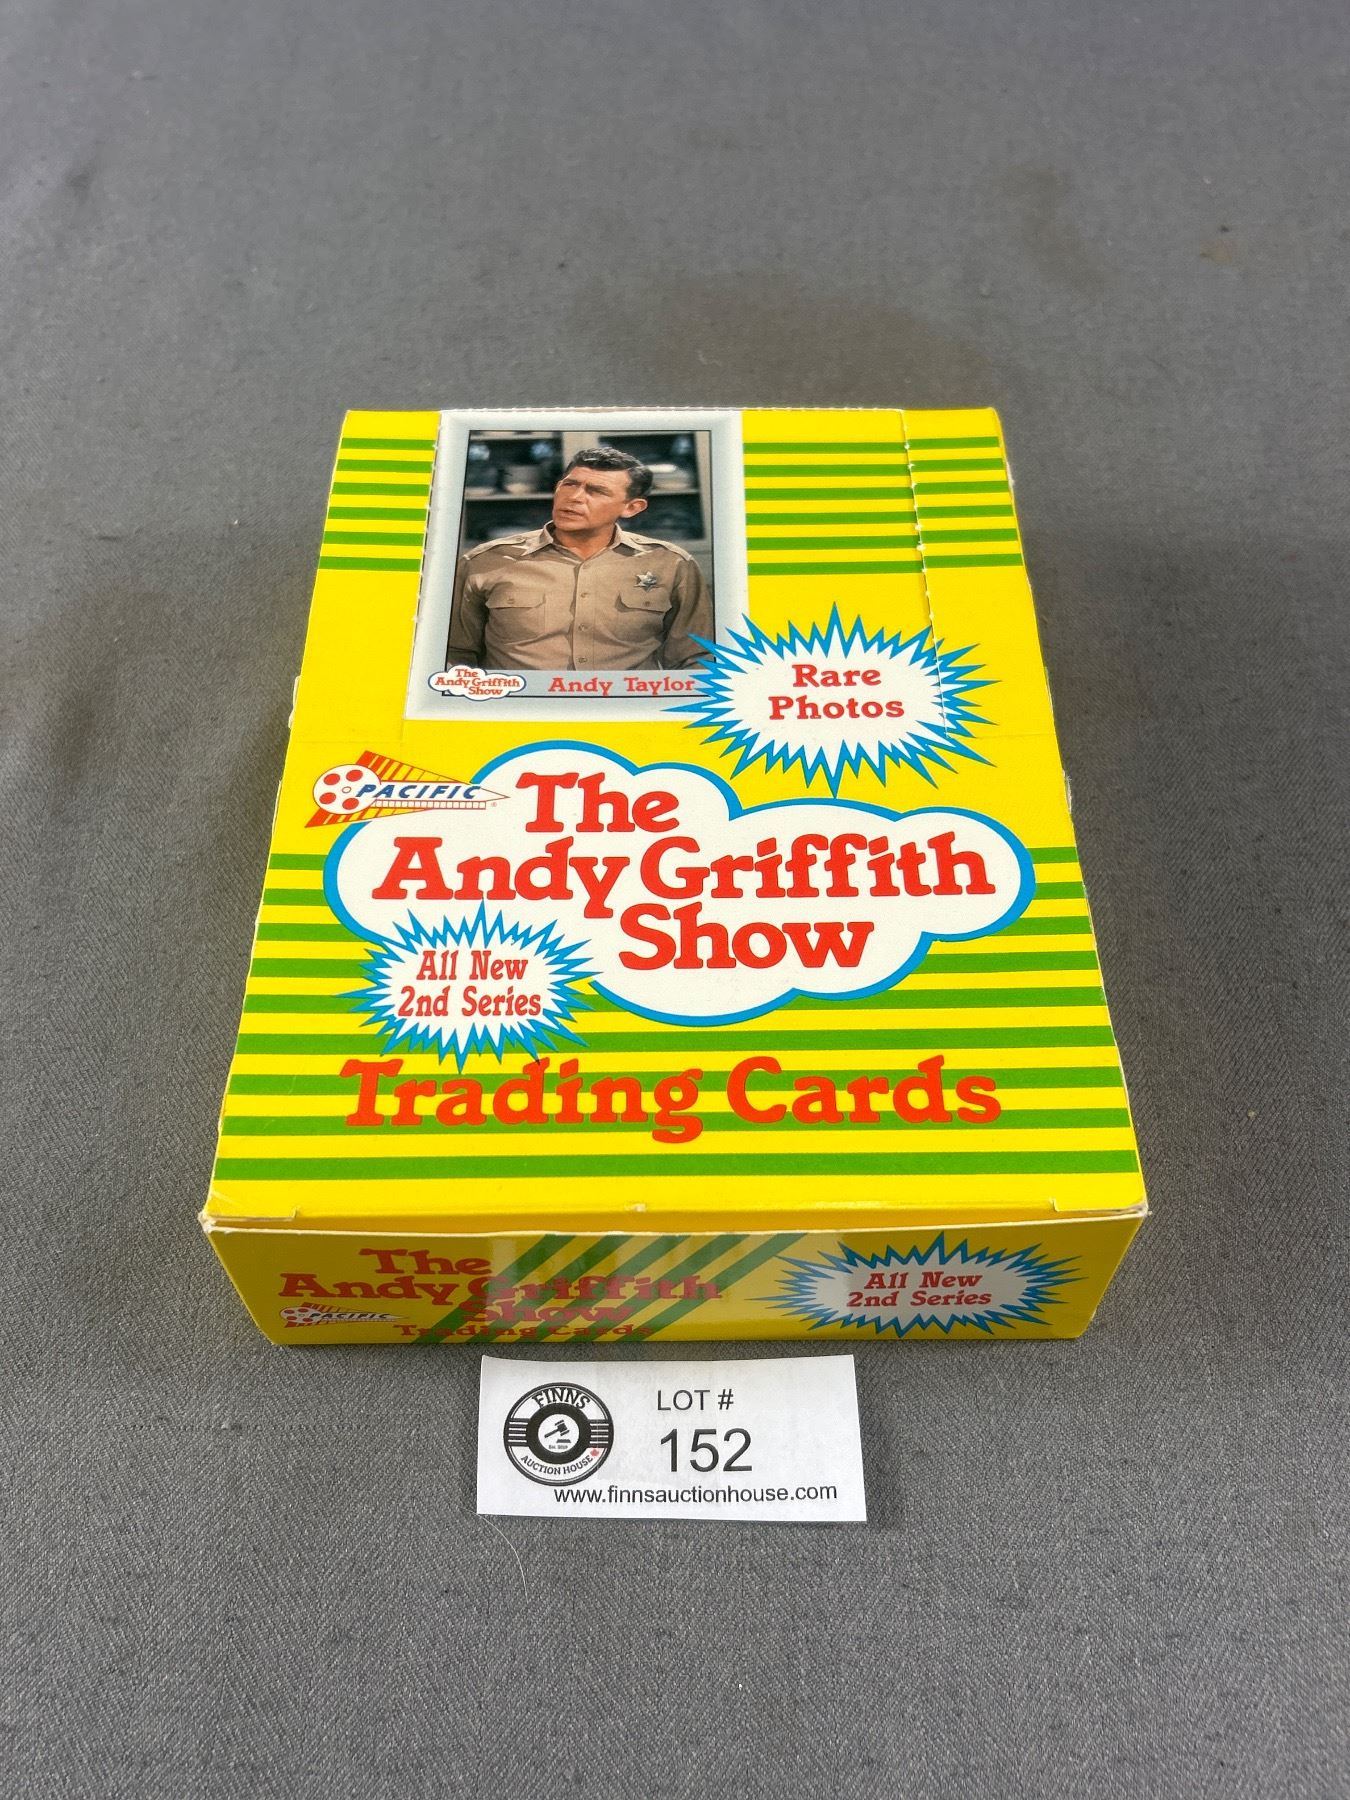 The
Andy Griffith
Show
Andy Taylor
Rare
Photos
PACIFIC
The
Andy Griffith
Show
All New
2nd Series
Trading Cards
The
Andy Griffith
Show
PACIFIC
Trading Cards
All New
2nd Series
FINNS
AUCTION HOUSE
LOT #
152
www.finnsauctionhouse.com